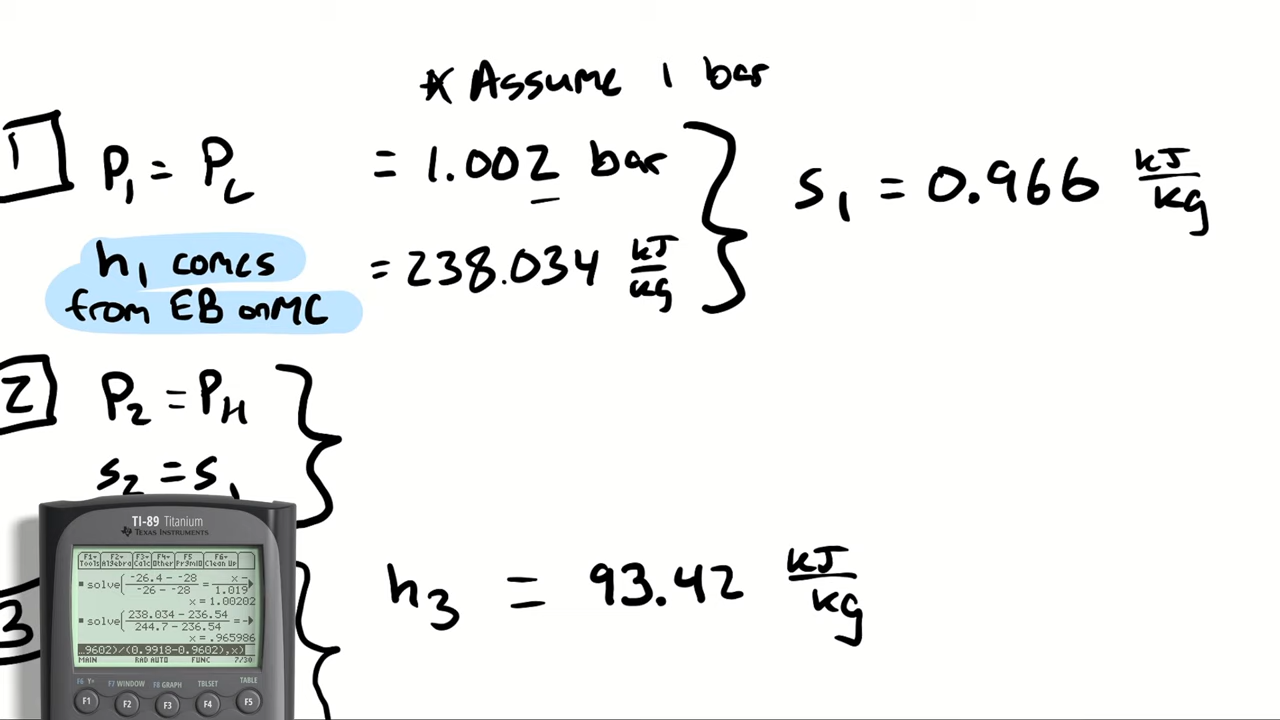 * Assume 1 bar
1
P₁ = P_L = 1.002 bar
h₁ comes from EB on MC = 238.034 kJ/kg
s₁ = 0.966 kJ/kg
2
P₂ = P_H
s₂ = s₁
3
h₃ = 93.42 kJ/kg
TI-89 Titanium
TEXAS INSTRUMENTS
F1 Tools F2 Algebra F3 Calc F4 Other F5 PrgmIO F6 Clean Up
solve((-26.4 - -28)/(-26 - -28) = (x-/1.019
x = 1.00202
solve((238.034 - 236.54)/(244.7 - 236.54) =
x = .965986
.9602)/(0.9918-0.9602),x)
MAIN RAD AUTO FUNC 7/30
F6 Y= F7 WINDOW F8 GRAPH TBLSET TABLE
F1 F2 F3 F4 F5